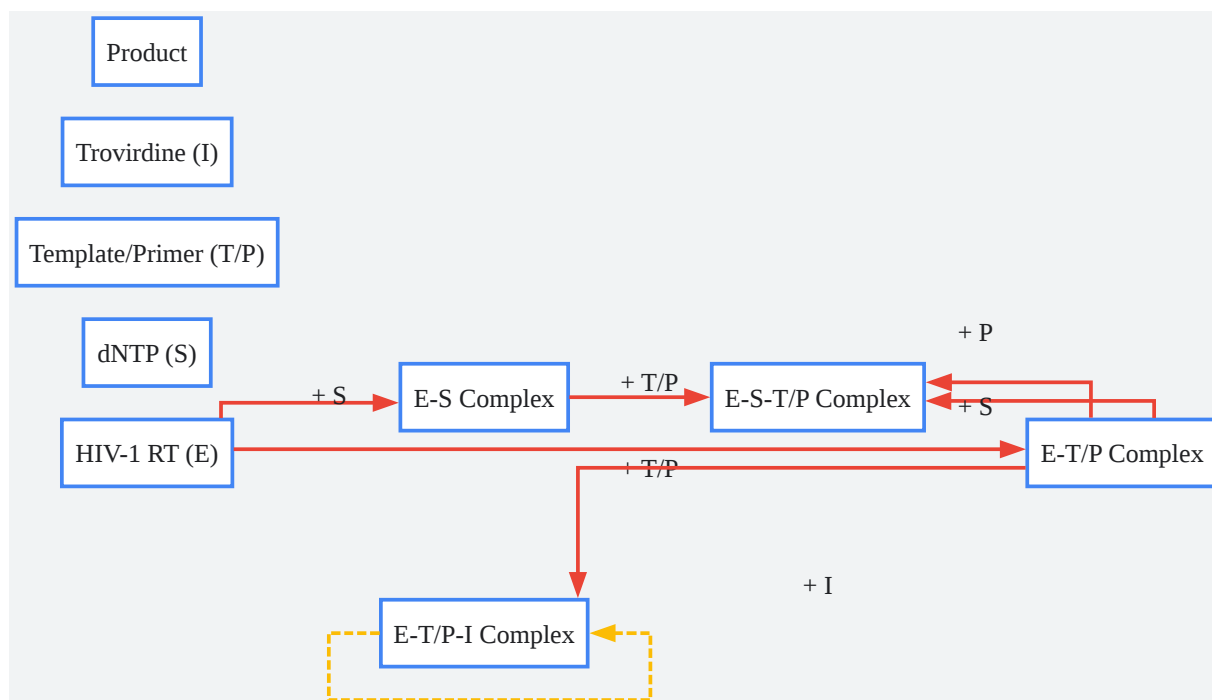 Product
Trovirdine (I)
Template/Primer (T/P)
dNTP (S)
+ P
+ S
E-S Complex
+ T/P
E-S-T/P Complex
+ S
HIV-1 RT (E)
+ T/P
E-T/P Complex
+ I
E-T/P-I Complex